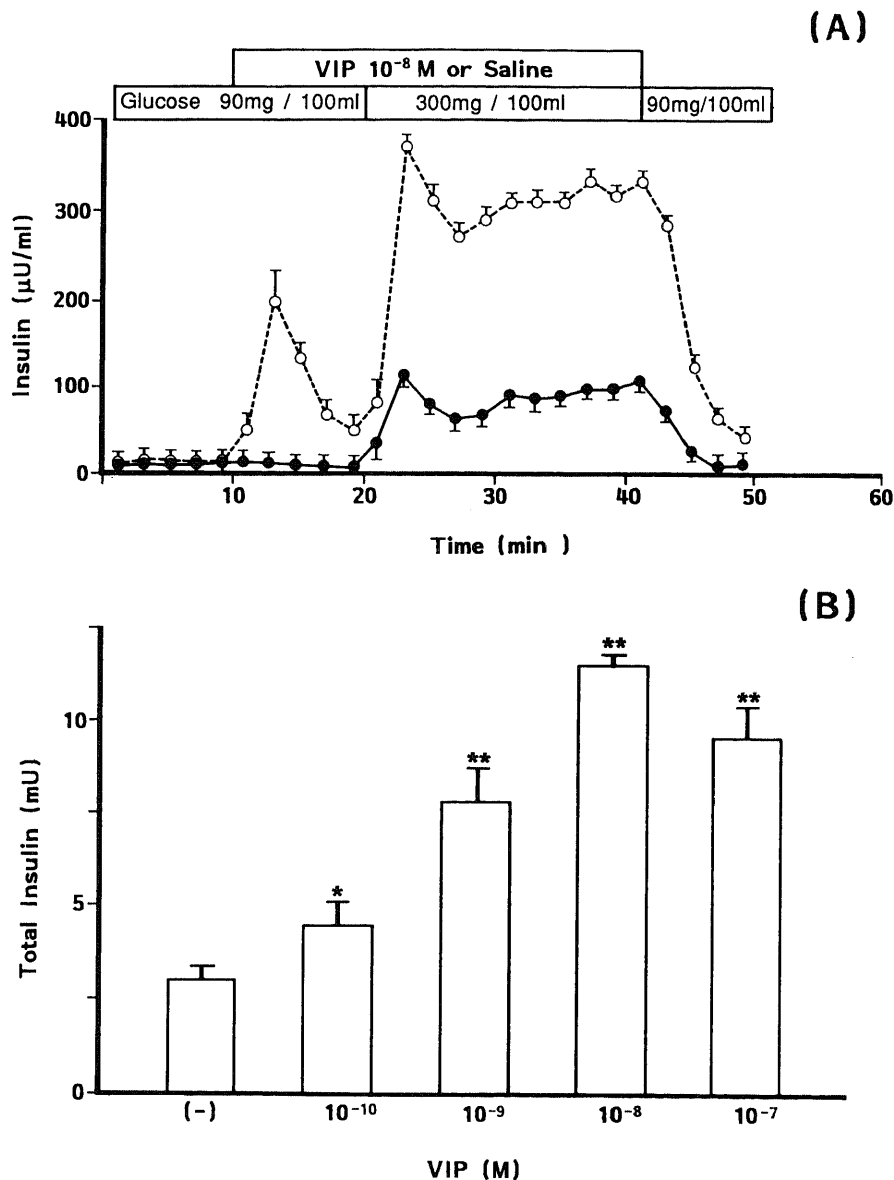 (A)
VIP 10⁻⁸ M or Saline
Glucose 90mg / 100ml 300mg / 100ml 90mg/100ml
400
300
200
100
0
Insulin (μU/ml)
10 20 30 40 50 60
Time (min )
(B)
10
5
0
Total Insulin (mU)
* ** ** **
(-) 10⁻¹⁰ 10⁻⁹ 10⁻⁸ 10⁻⁷
VIP (M)